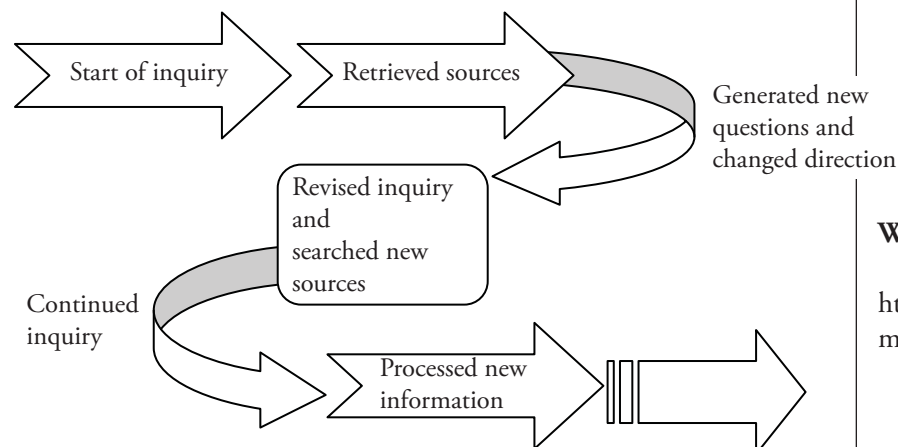 Start of inquiry
Retrieved sources
Generated new
questions and
changed direction
Revised inquiry
and
searched new
sources
Continued
inquiry
Processed new
information
W
ht
m